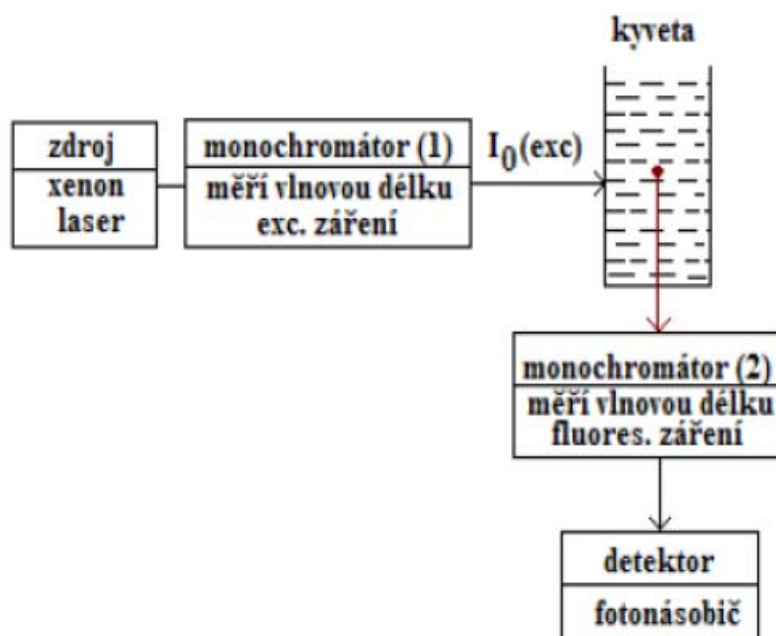 kyveta
zdroj
xenon
laser
monochromátor (1)
měří vlnovou délku
exc. záření
I0(exc)
monochromátor (2)
měří vlnovou délku
fluores. záření
detektor
fotonásobič